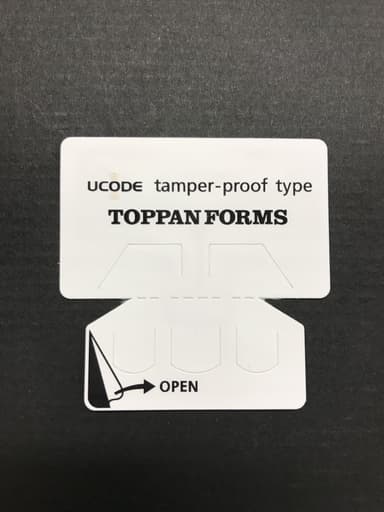 UCODE tamper-proof type
TOPPAN FORMS
OPEN